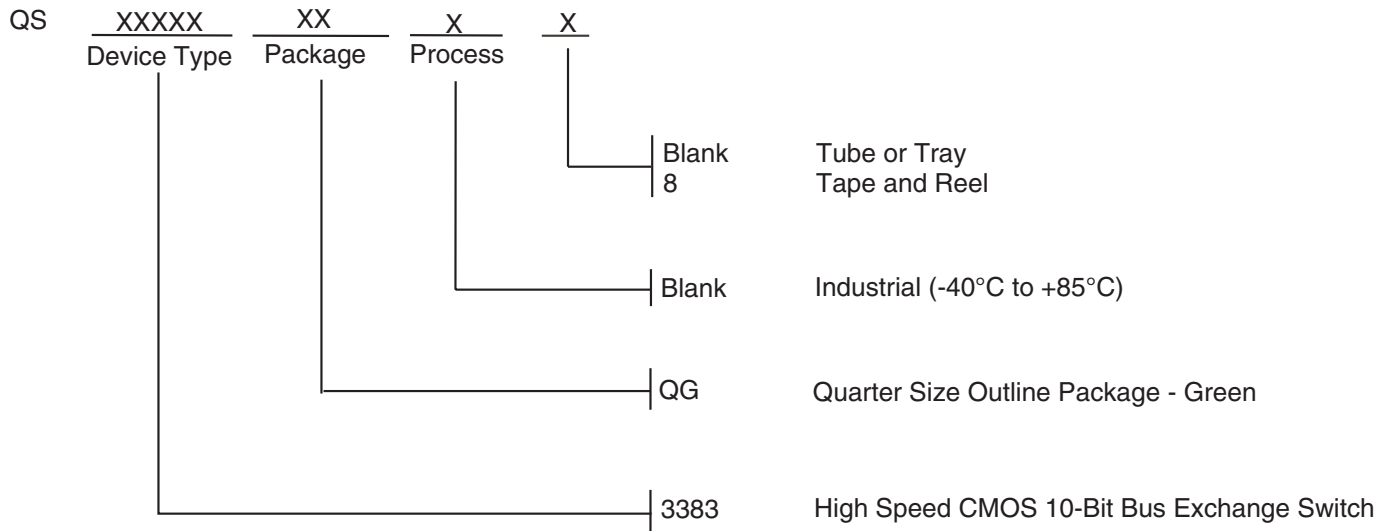 QS XXXXX XX X X
Device Type Package Process
Blank Tube or Tray
8 Tape and Reel
Blank Industrial (-40°C to +85°C)
QG Quarter Size Outline Package - Green
3383 High Speed CMOS 10-Bit Bus Exchange Switch